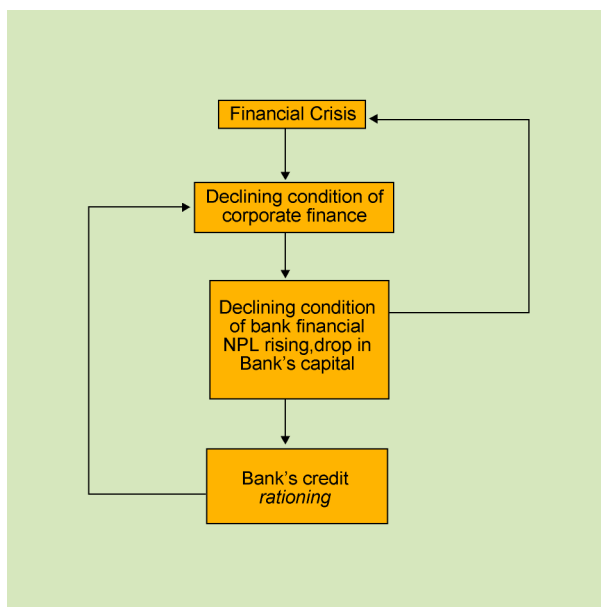 Financial Crisis
Declining condition of
corporate finance
Declining condition
of bank financial
NPL rising,drop in
Bank's capital
Bank's credit
rationing